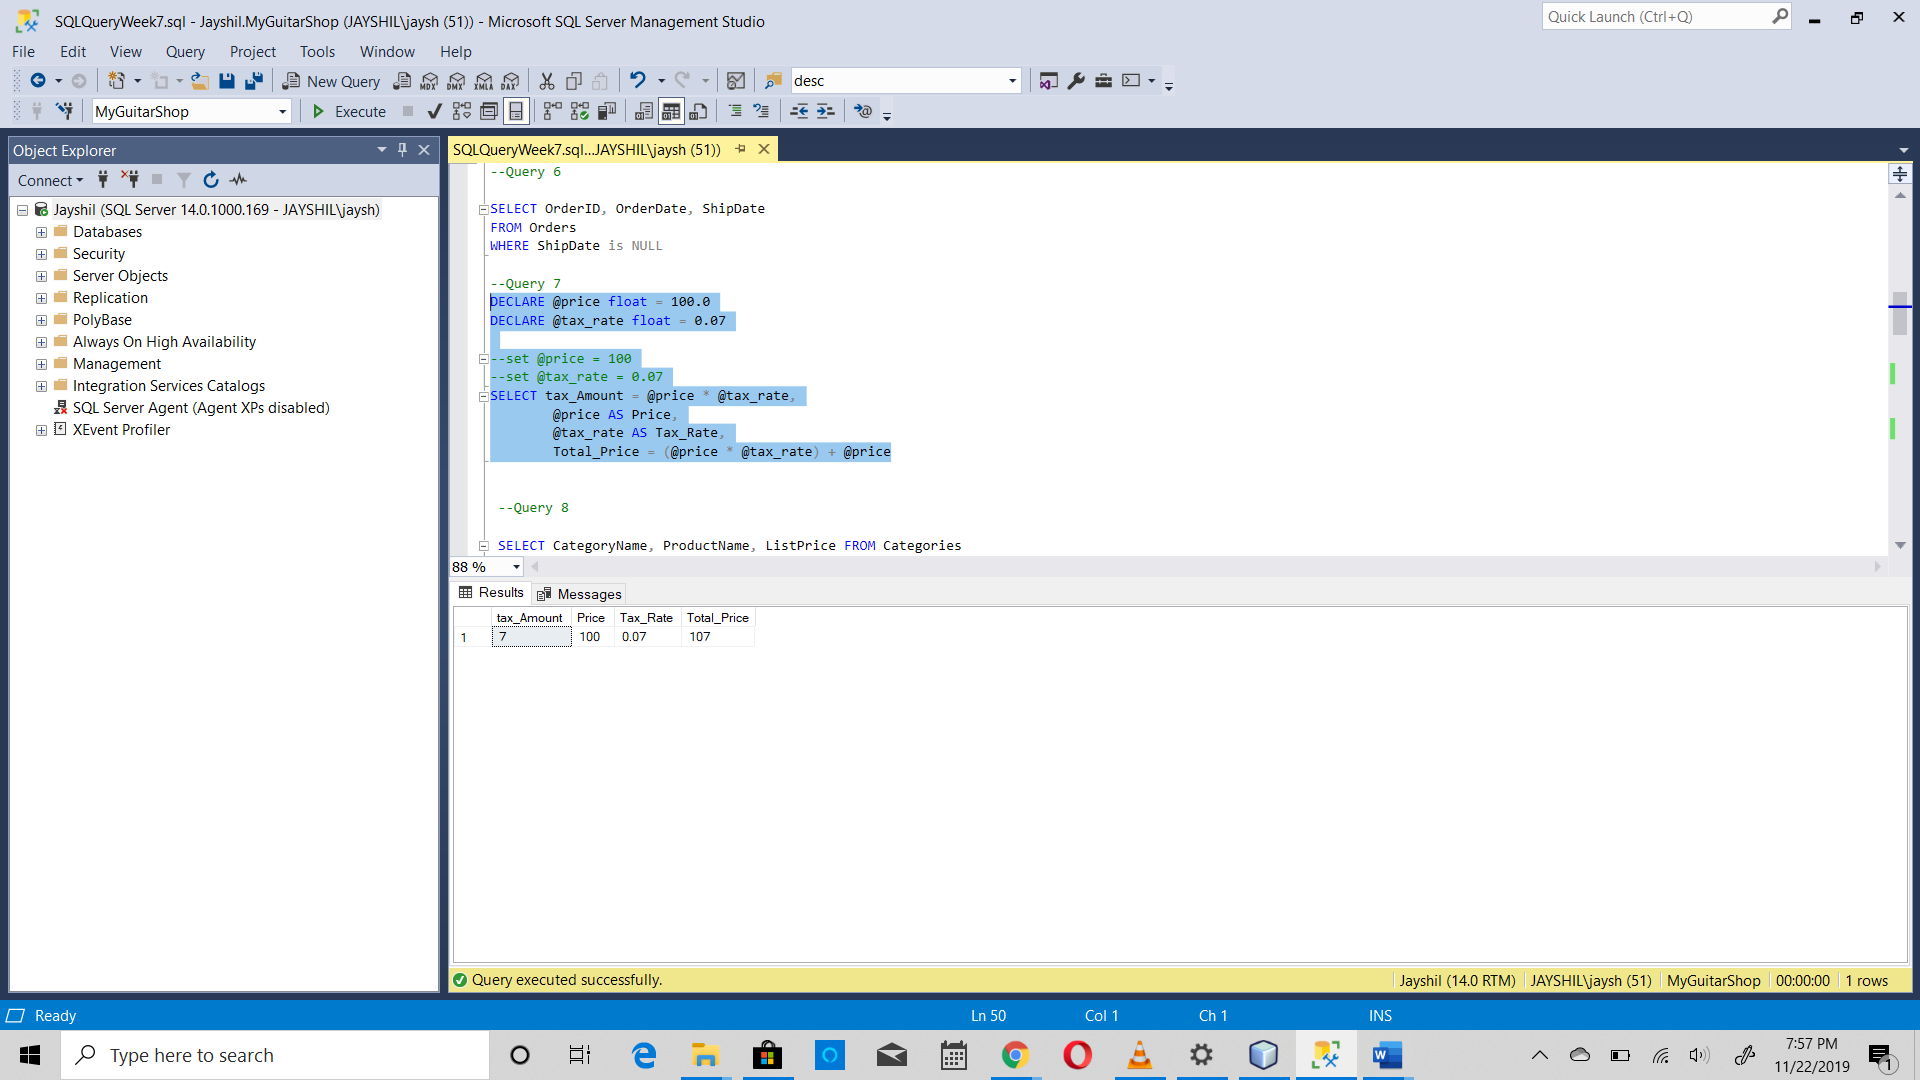 SQLQueryWeek7.sql - Jayshil.MyGuitarShop (JAYSHIL\jaysh (51)) - Microsoft SQL Server Management Studio
Quick Launch (Ctrl+Q)
File Edit View Query Project Tools Window Help
New Query MDX DMX XMLA DAX desc
MyGuitarShop Execute
Object Explorer
SQLQueryWeek7.sql...JAYSHIL\jaysh (51))
Connect
Jayshil (SQL Server 14.0.1000.169 - JAYSHIL\jaysh)
Databases
Security
Server Objects
Replication
PolyBase
Always On High Availability
Management
Integration Services Catalogs
SQL Server Agent (Agent XPs disabled)
XEvent Profiler
--Query 6
SELECT OrderID, OrderDate, ShipDate
FROM Orders
WHERE ShipDate is NULL
--Query 7
DECLARE @price float = 100.0
DECLARE @tax_rate float = 0.07
--set @price = 100
--set @tax_rate = 0.07
SELECT tax_Amount = @price * @tax_rate,
@price AS Price,
@tax_rate AS Tax_Rate,
Total_Price = (@price * @tax_rate) + @price
--Query 8
SELECT CategoryName, ProductName, ListPrice FROM Categories
88 %
Results Messages
tax_Amount Price Tax_Rate Total_Price
1 7 100 0.07 107
Query executed successfully.
Jayshil (14.0 RTM) JAYSHIL\jaysh (51) MyGuitarShop 00:00:00 1 rows
Ready Ln 50 Col 1 Ch 1 INS
Type here to search
7:57 PM
11/22/2019
1